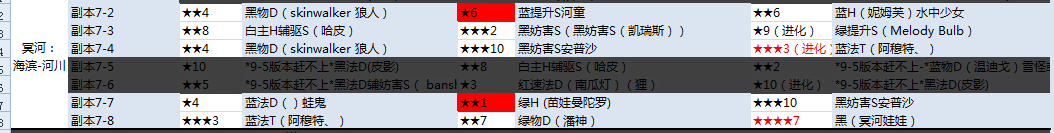 副本7-2 ★★4 黑物D（skinwalker 狼人） ★6 蓝提升S河童 ★★6 蓝H（妮姆芙）水中少女
副本7-3 ★★8 白主H辅驱S（哈皮） ★★★2 黑妨害S（黑妨害S（凯瑞斯）） ★9（进化） 绿提升S（Melody Bulb）
冥河：
海滨-河川
副本7-4 ★★4 黑物D（skinwalker 狼人） ★★★10 黑妨害S安普沙 ★★★3（进化） 蓝法T（阿穆特、）
副本7-5 ★10 *9-5版本赶不上*黑法D(皮影) ★★8 白主H辅驱S（哈皮） ★★2 *9-5版本赶不上-*蓝物D（温迪戈）雪怪
副本7-6 ★★5 *9-5版本赶不上*黑法D辅妨害S（ bansl ★3 红速法D（南瓜灯）（狸） ★10（进化） *9-5版本赶不上*黑法D(皮影)
副本7-7 ★4 蓝法D（）蛙鬼 ★★1 绿H (苗娃曼陀罗) ★★★10 黑妨害S安普沙
副本7-8 ★★★3 蓝法T（阿穆特、） ★★7 绿物D（潘神） ★★★★7 黑（冥河娃娃）